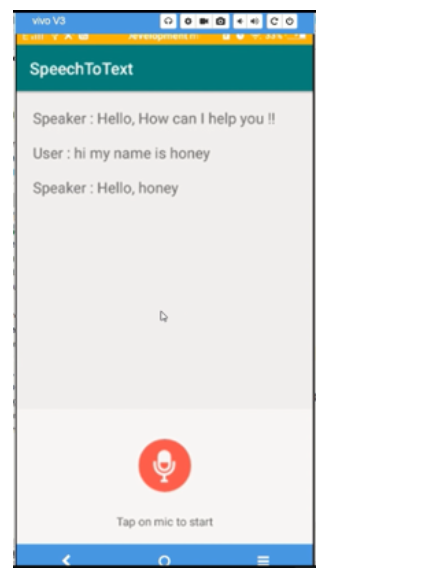 vivo V3
SpeechToText
Speaker : Hello, How can I help you !!
User : hi my name is honey
Speaker : Hello, honey
Tap on mic to start